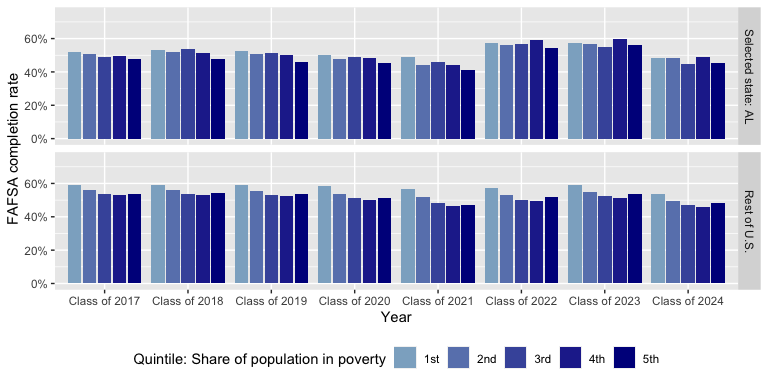 60%
40%
20%
0%
Selected state: AL
60%
40%
20%
0%
Rest of U.S.
FAFSA completion rate
Class of 2017 Class of 2018 Class of 2019 Class of 2020 Class of 2021 Class of 2022 Class of 2023 Class of 2024
Year
Quintile: Share of population in poverty 1st 2nd 3rd 4th 5th